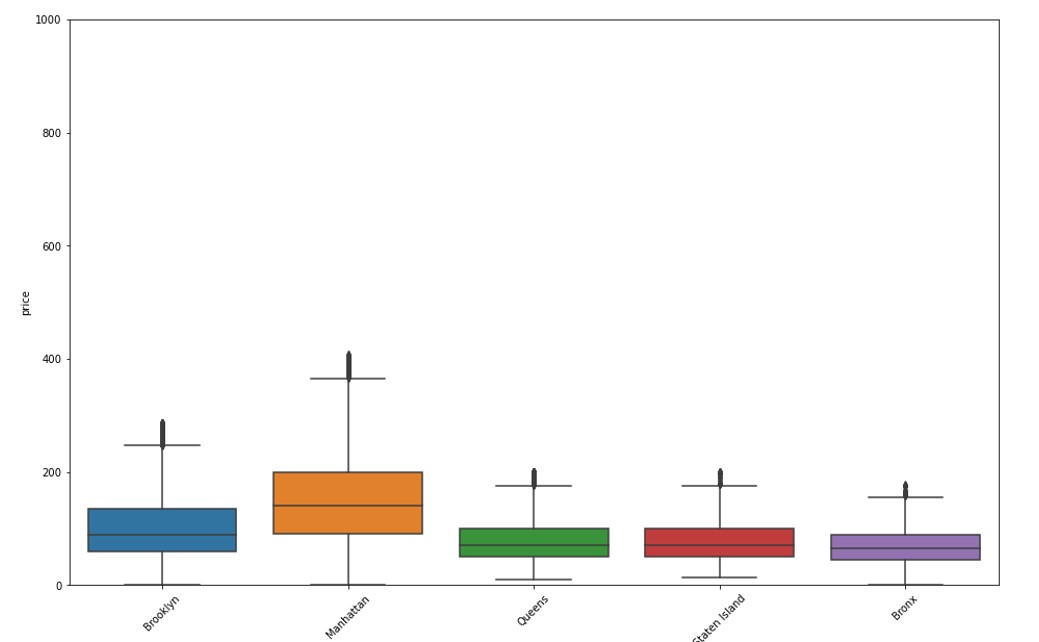 1000
800
600
400
200
0
price
Brooklyn
Manhattan
Queens
Staten Island
Bronx